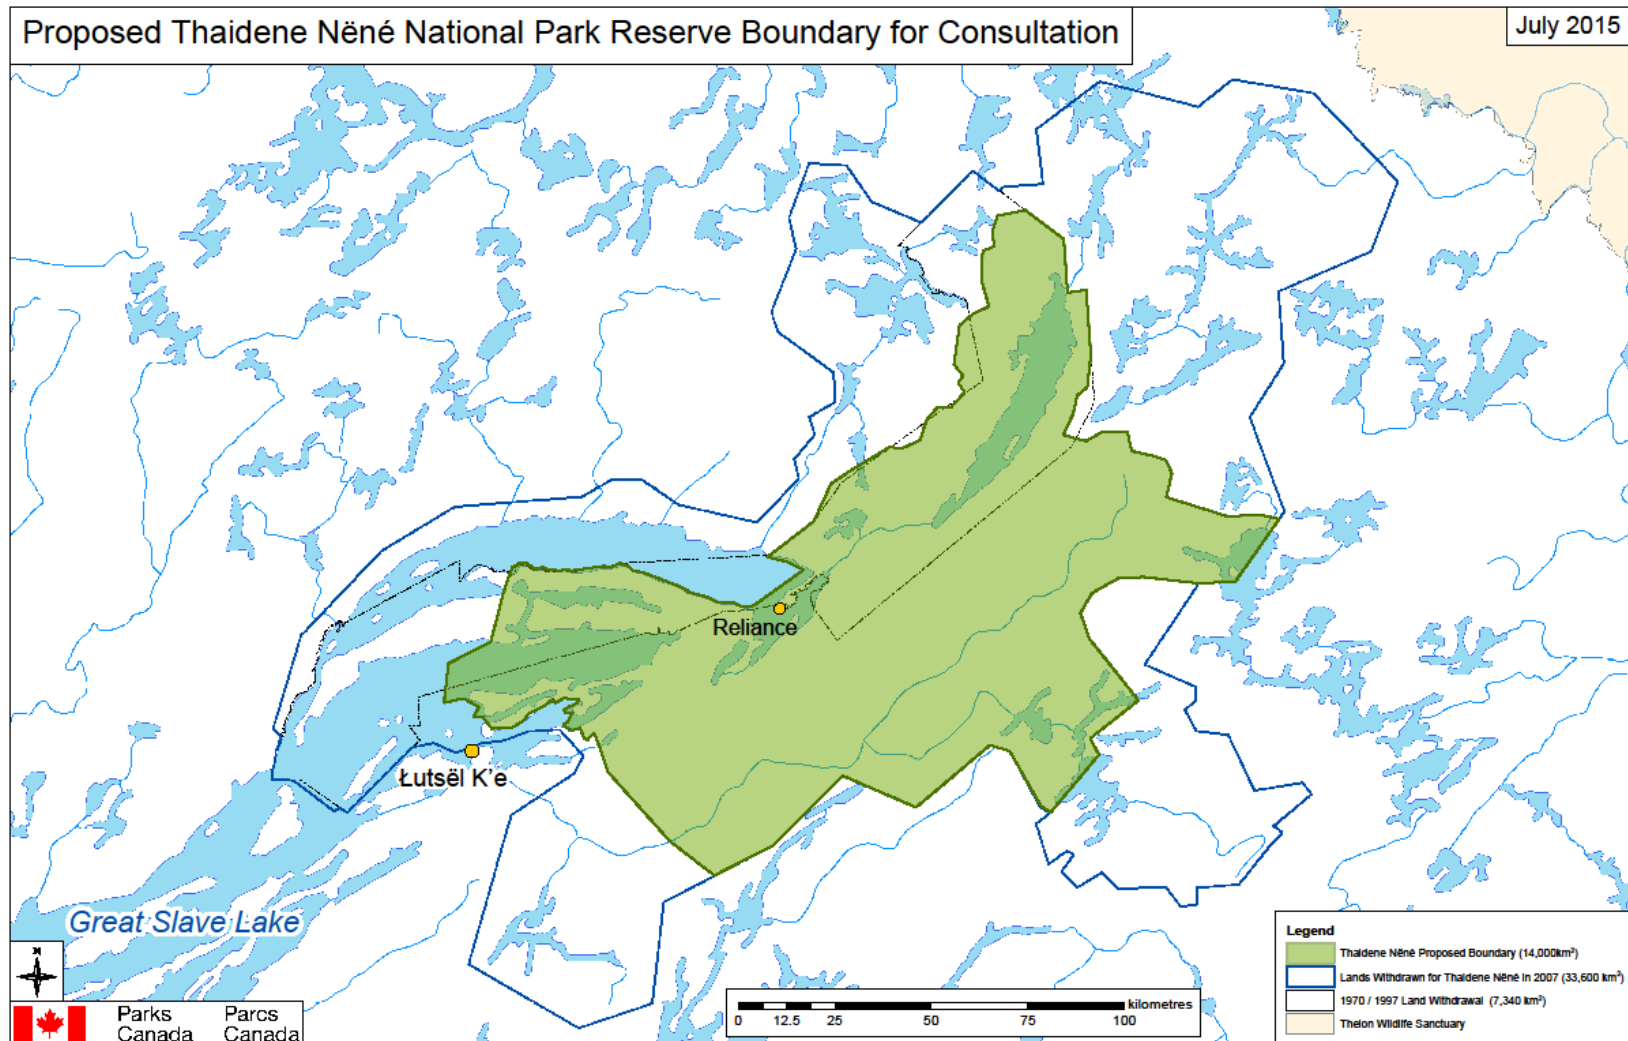 Proposed Thaidene Nëné National Park Reserve Boundary for Consultation
July 2015
Reliance
Łutsël K'e
Great Slave Lake
N
Parks Parcs
Canada Canada
kilometres
0 12.5 25 50 75 100
Legend
Thaidene Nëné Proposed Boundary (14,000km²)
Lands Withdrawn for Thaidene Nëné in 2007 (33,600 km²)
1970 / 1997 Land Withdrawal (7,340 km²)
Thelon Wildlife Sanctuary